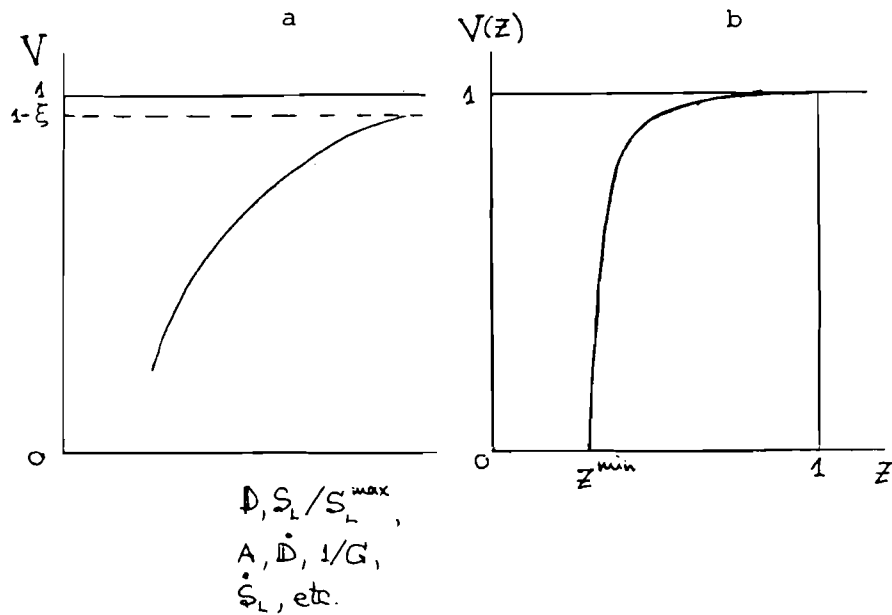 a
V
1
1-ξ
0
D, S_L/S_L^max,
A, Ḋ, 1/G,
Ṡ_L, etc.
b
V(Z)
1
0
Z^min
1
Z